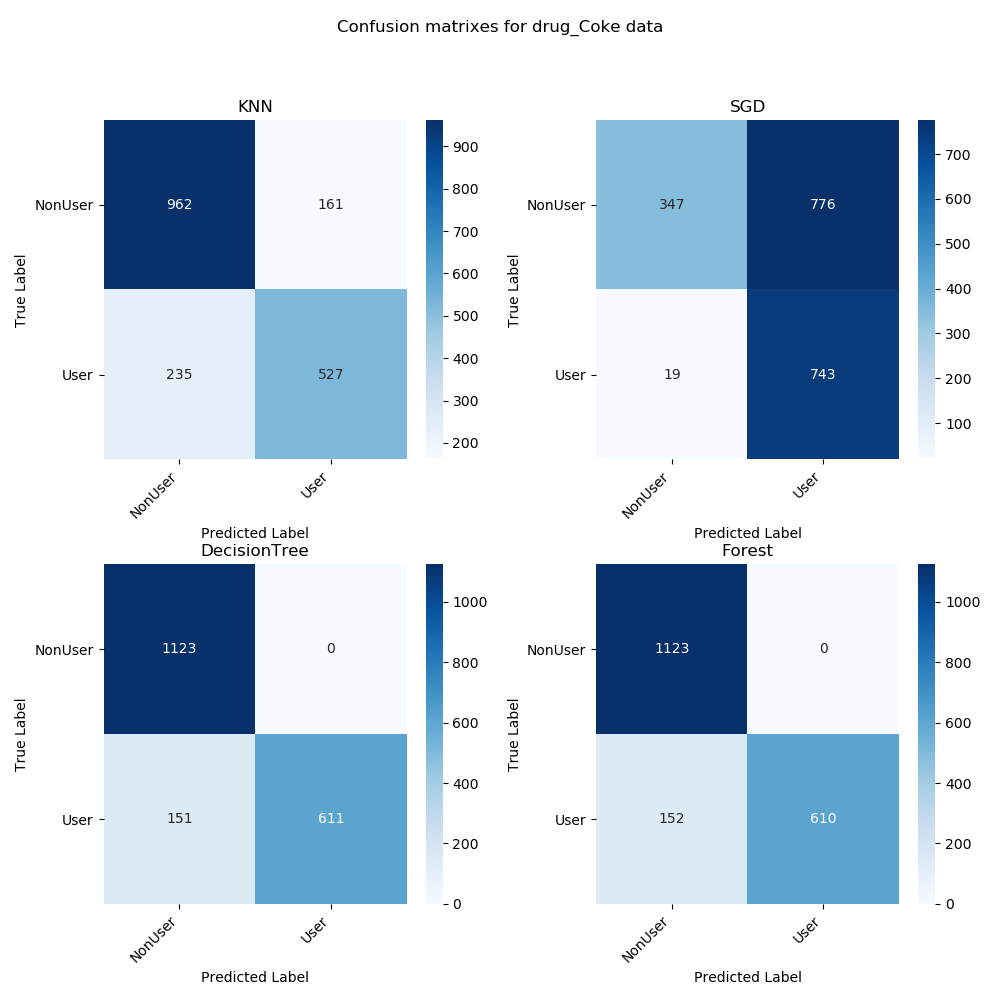 Confusion matrixes for drug_Coke data
KNN
True Label
NonUser
User
962 161
235 527
NonUser User
Predicted Label
900
800
700
600
500
400
300
200
SGD
True Label
NonUser
User
347 776
19 743
NonUser User
Predicted Label
700
600
500
400
300
200
100
DecisionTree
True Label
NonUser
User
1123 0
151 611
NonUser User
Predicted Label
1000
800
600
400
200
0
Forest
True Label
NonUser
User
1123 0
152 610
NonUser User
Predicted Label
1000
800
600
400
200
0